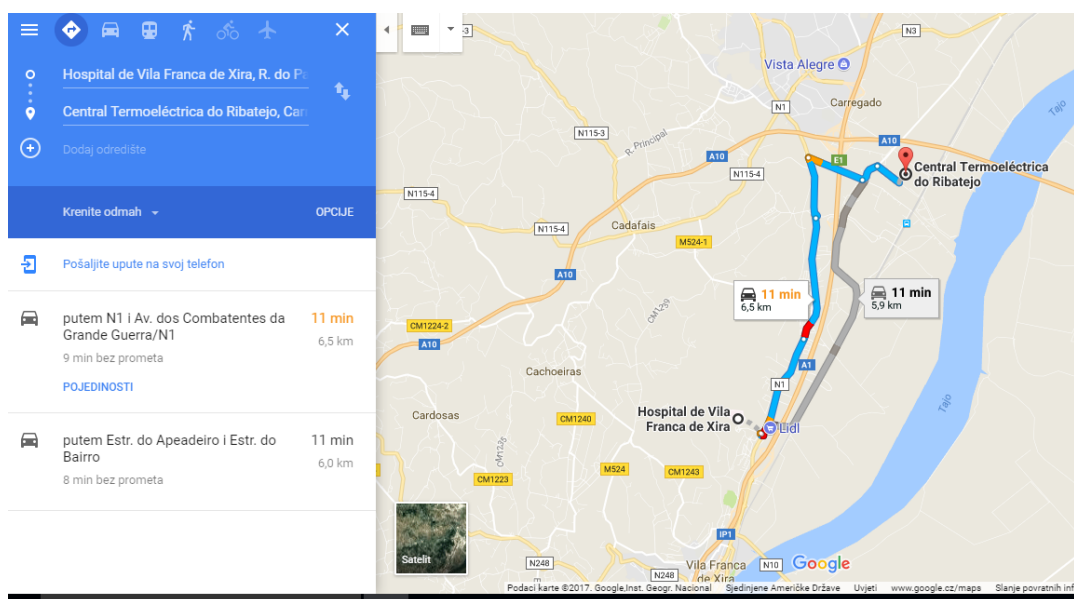 Hospital de Vila Franca de Xira, R. do Pa
Central Termoeléctrica do Ribatejo, Carr
Dodaj odredište
Krenite odmah
OPCIJE
Pošaljite upute na svoj telefon
putem N1 i Av. dos Combatentes da
Grande Guerra/N1
11 min
6,5 km
9 min bez prometa
POJEDINOSTI
putem Estr. do Apeadeiro i Estr. do
Bairro
11 min
6,0 km
8 min bez prometa
-3
N3
Vista Alegre
N1
Carregado
Tajo
N115-3
R. Principal
A10
A10
E1
N115-4
Central Termoeléctrica
do Ribatejo
N115-4
N115-4
Cadafais
M524-1
A10
11 min
6,5 km
11 min
5,9 km
CM1239
CM1224-2
A10
A1
Cachoeiras
N1
Tajo
Cardosas
CM1240
Hospital de Vila
Franca de Xira
Lidl
M524
CM1243
CM1223
IP1
Satelit
N248
N248
Vila Franca
de Xira
N10
Google
Podaci karte ©2017. Google,Inst. Geogr. Nacional
Sjedinjene Američke Države
Uvjeti
www.google.cz/maps
Slanje povratnih inf